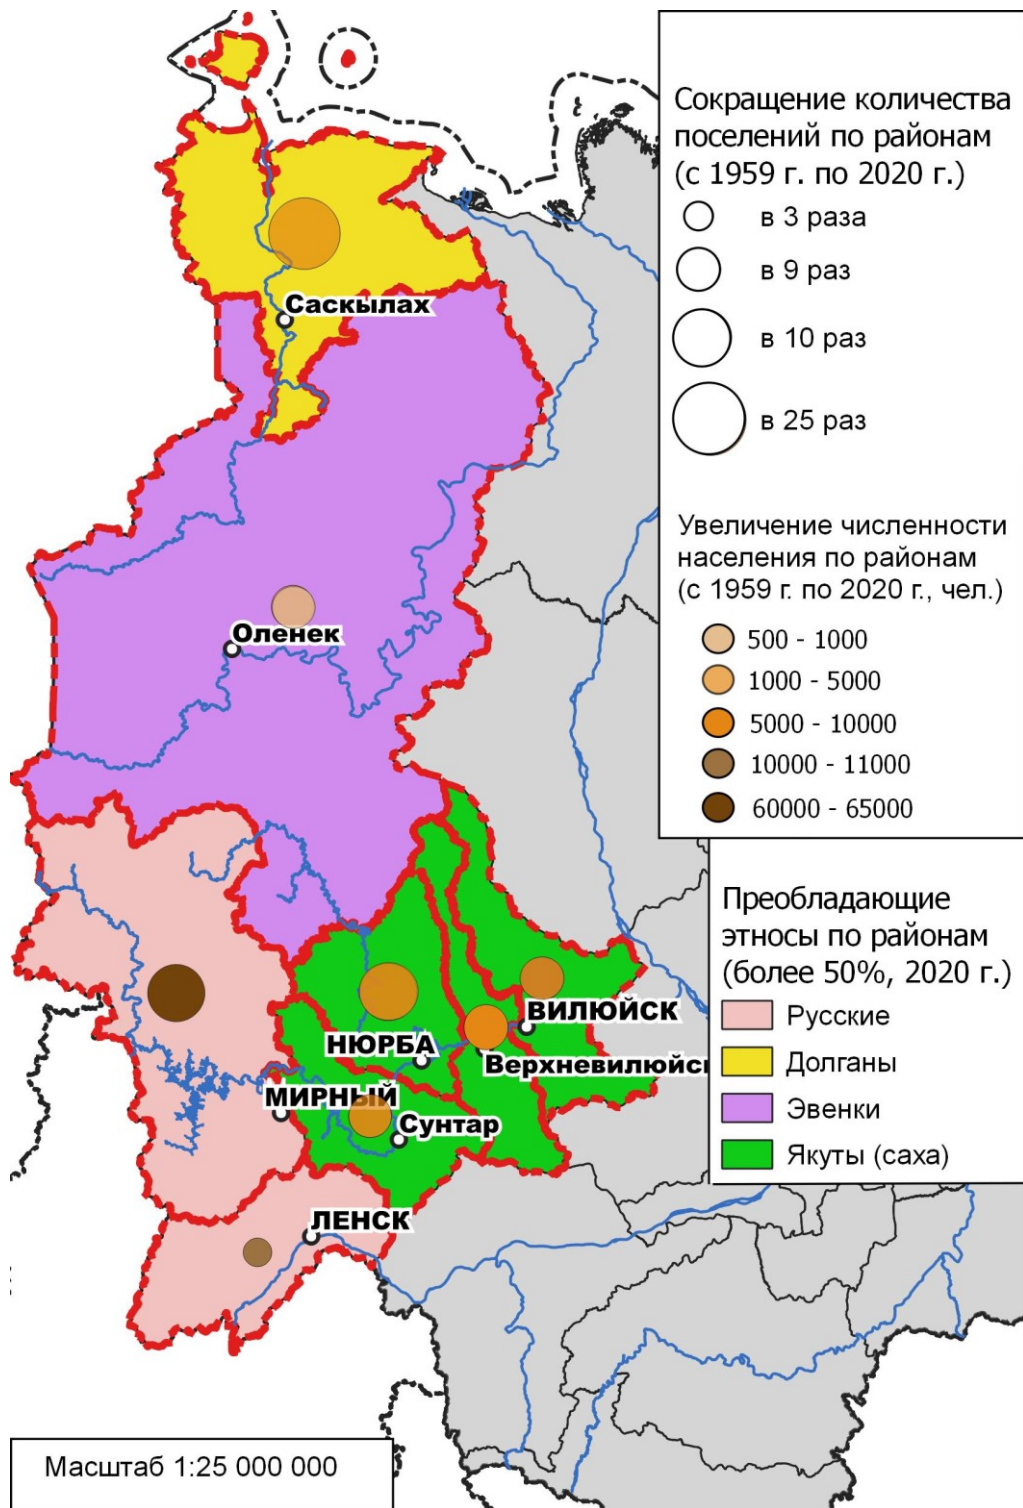 Сокращение количества
поселений по районам
(с 1959 г. по 2020 г.)
в 3 раза
в 9 раз
в 10 раз
в 25 раз
Увеличение численности
населения по районам
(с 1959 г. по 2020 г., чел.)
500 - 1000
1000 - 5000
5000 - 10000
10000 - 11000
60000 - 65000
Преобладающие
этносы по районам
(более 50%, 2020 г.)
Русские
Долганы
Эвенки
Якуты (саха)
Саскылах
Оленек
ВИЛЮЙСК
НЮРБА
Верхневилюйс
МИРНЫЙ
Сунтар
ЛЕНСК
Масштаб 1:25 000 000